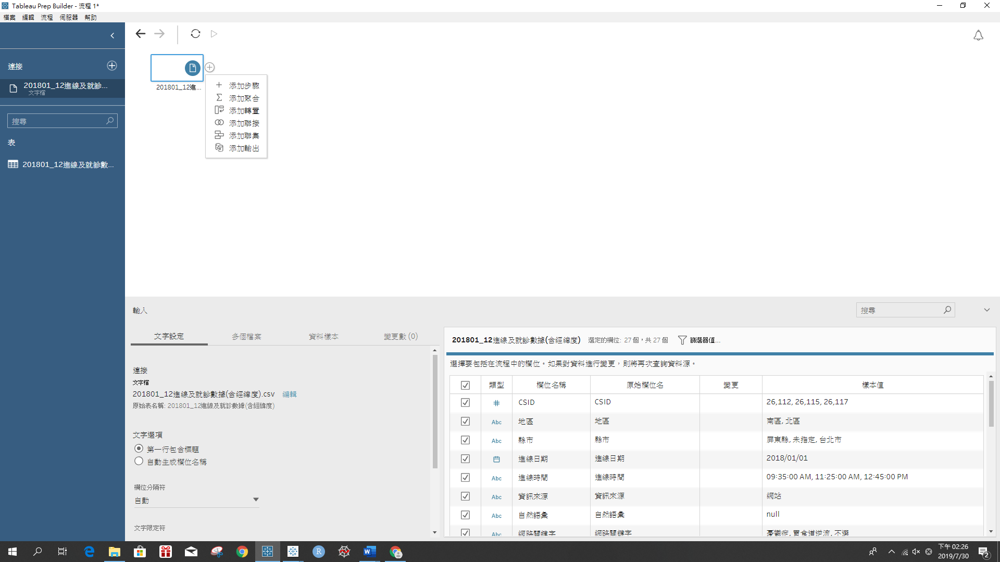 Tableau Prep Builder - 流程 1*
檔案 編輯 流程 伺服器 幫助
連接
201801_12進線及就診...
文字檔
搜尋
表
201801_12進線及就診數...
201801_12進...
添加步驟
添加聚合
添加轉置
添加聯接
添加聯集
添加輸出
輸入
搜尋
文字設定 多個檔案 資料樣本 變更數 (0)
連接
文字檔
201801_12進線及就診數據(含經緯度).csv 編輯
原始表名稱: 201801_12進線及就診數據(含經緯度)
文字選項
第一行包含標題
自動生成欄位名稱
欄位分隔符
自動
文字限定符
201801_12進線及就診數據(含經緯度) 選定的欄位: 27 個，共 27 個 篩選器值...
選擇要包括在流程中的欄位。如果對資料進行變更，則將再次查詢資料源。
類型 欄位名稱 原始欄位名 變更 樣本值
# CSID CSID 26,112, 26,115, 26,117
Abc 地區 地區 南區, 北區
Abc 縣市 縣市 屏東縣, 未指定, 台北市
進線日期 進線日期 2018/01/01
Abc 進線時間 進線時間 09:35:00 AM, 11:25:00 AM, 12:45:00 PM
Abc 資訊來源 資訊來源 網站
Abc 自然語彙 自然語彙 null
Abc 網路關鍵字 網路關鍵字 憂鬱症, 胃食道逆流, 不選
下午 02:26
2019/7/30
2